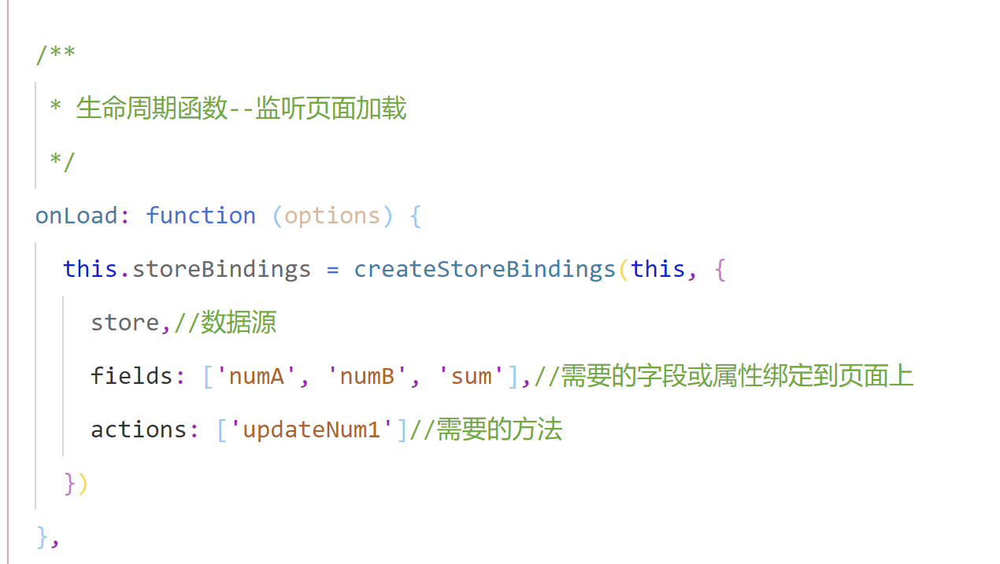 /**
* 生命周期函数--监听页面加载
*/
onLoad: function (options) {
this.storeBindings = createStoreBindings(this, {
store,//数据源
fields: ['numA', 'numB', 'sum'],//需要的字段或属性绑定到页面上
actions: ['updateNum1']//需要的方法
})
},